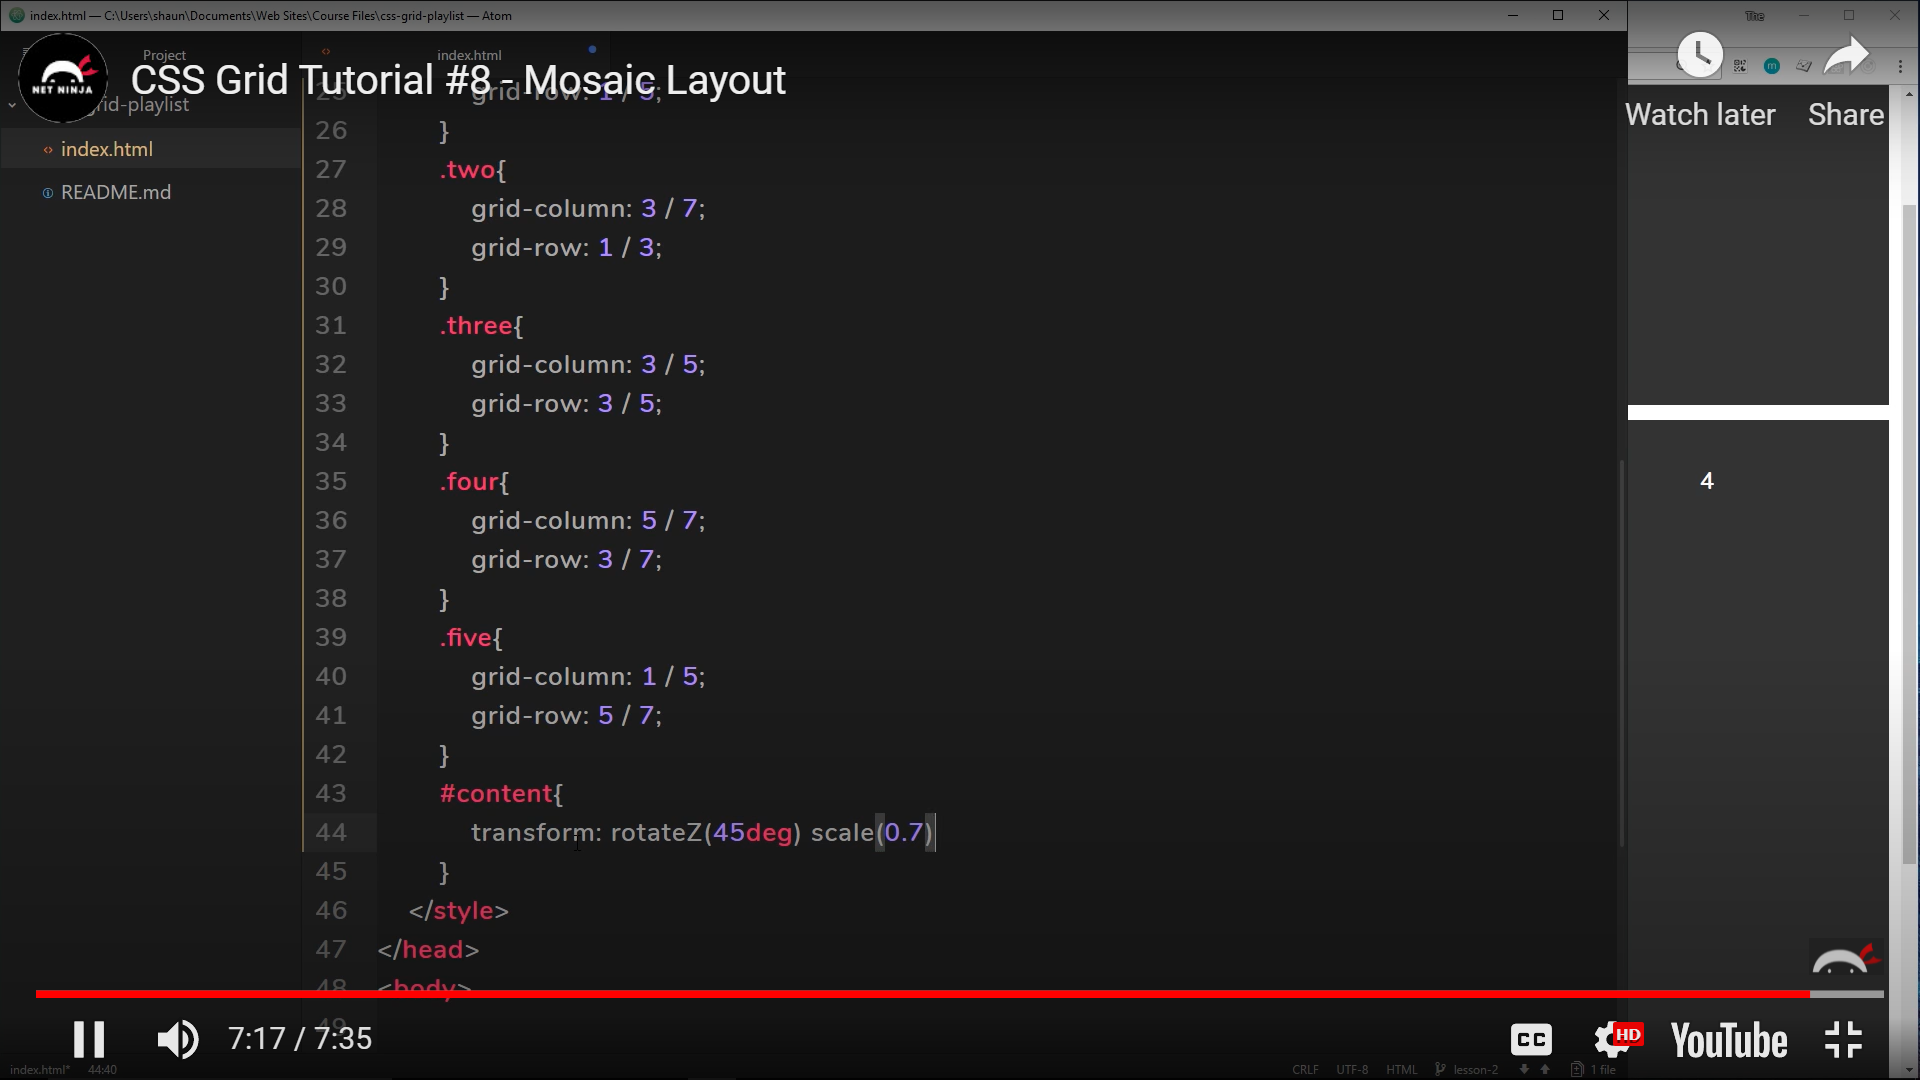 index.html — C:\Users\shaun\Documents\Web Sites\Course Files\css-grid-playlist — Atom
The
Project
index.html
NET NINJA
CSS Grid Tutorial #8 - Mosaic Layout
Watch later
Share
id-playlist
index.html
README.md
25 grid-row: 1 / 5;
26 }
27 .two{
28 grid-column: 3 / 7;
29 grid-row: 1 / 3;
30 }
31 .three{
32 grid-column: 3 / 5;
33 grid-row: 3 / 5;
34 }
35 .four{
36 grid-column: 5 / 7;
37 grid-row: 3 / 7;
38 }
39 .five{
40 grid-column: 1 / 5;
41 grid-row: 5 / 7;
42 }
43 #content{
44 transform: rotateZ(45deg) scale(0.7)
45 }
46 </style>
47 </head>
48 <body>
49
4
7:17 / 7:35
CC
HD
YouTube
index.html* 44:40
CRLF UTF-8 HTML lesson-2 1 file